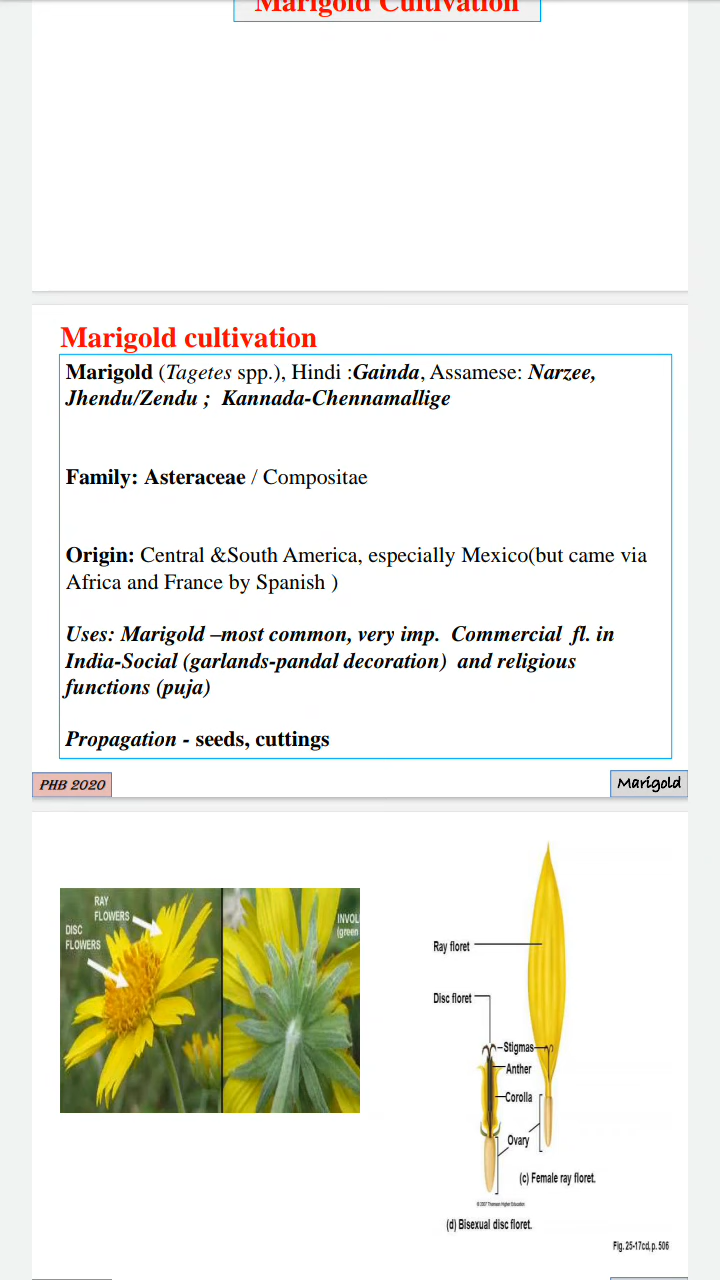 Marigold Cultivation
Marigold cultivation
Marigold (Tagetes spp.), Hindi :Gainda, Assamese: Narzee,
Jhendu/Zendu ;  Kannada-Chennamallige
Family: Asteraceae / Compositae
Origin: Central &South America, especially Mexico(but came via
Africa and France by Spanish )
Uses: Marigold –most common, very imp.  Commercial  fl. in
India-Social (garlands-pandal decoration)  and religious
functions (puja)
Propagation - seeds, cuttings
PHB 2020
Marigold
RAY
FLOWERS
DISC
FLOWERS
INVOL
(green
Ray floret
Disc floret
Stigmas
Anther
Corolla
Ovary
(c) Female ray floret.
© 2007 Thomson Higher Education
(d) Bisexual disc floret.
Fig. 25-17cd, p. 506